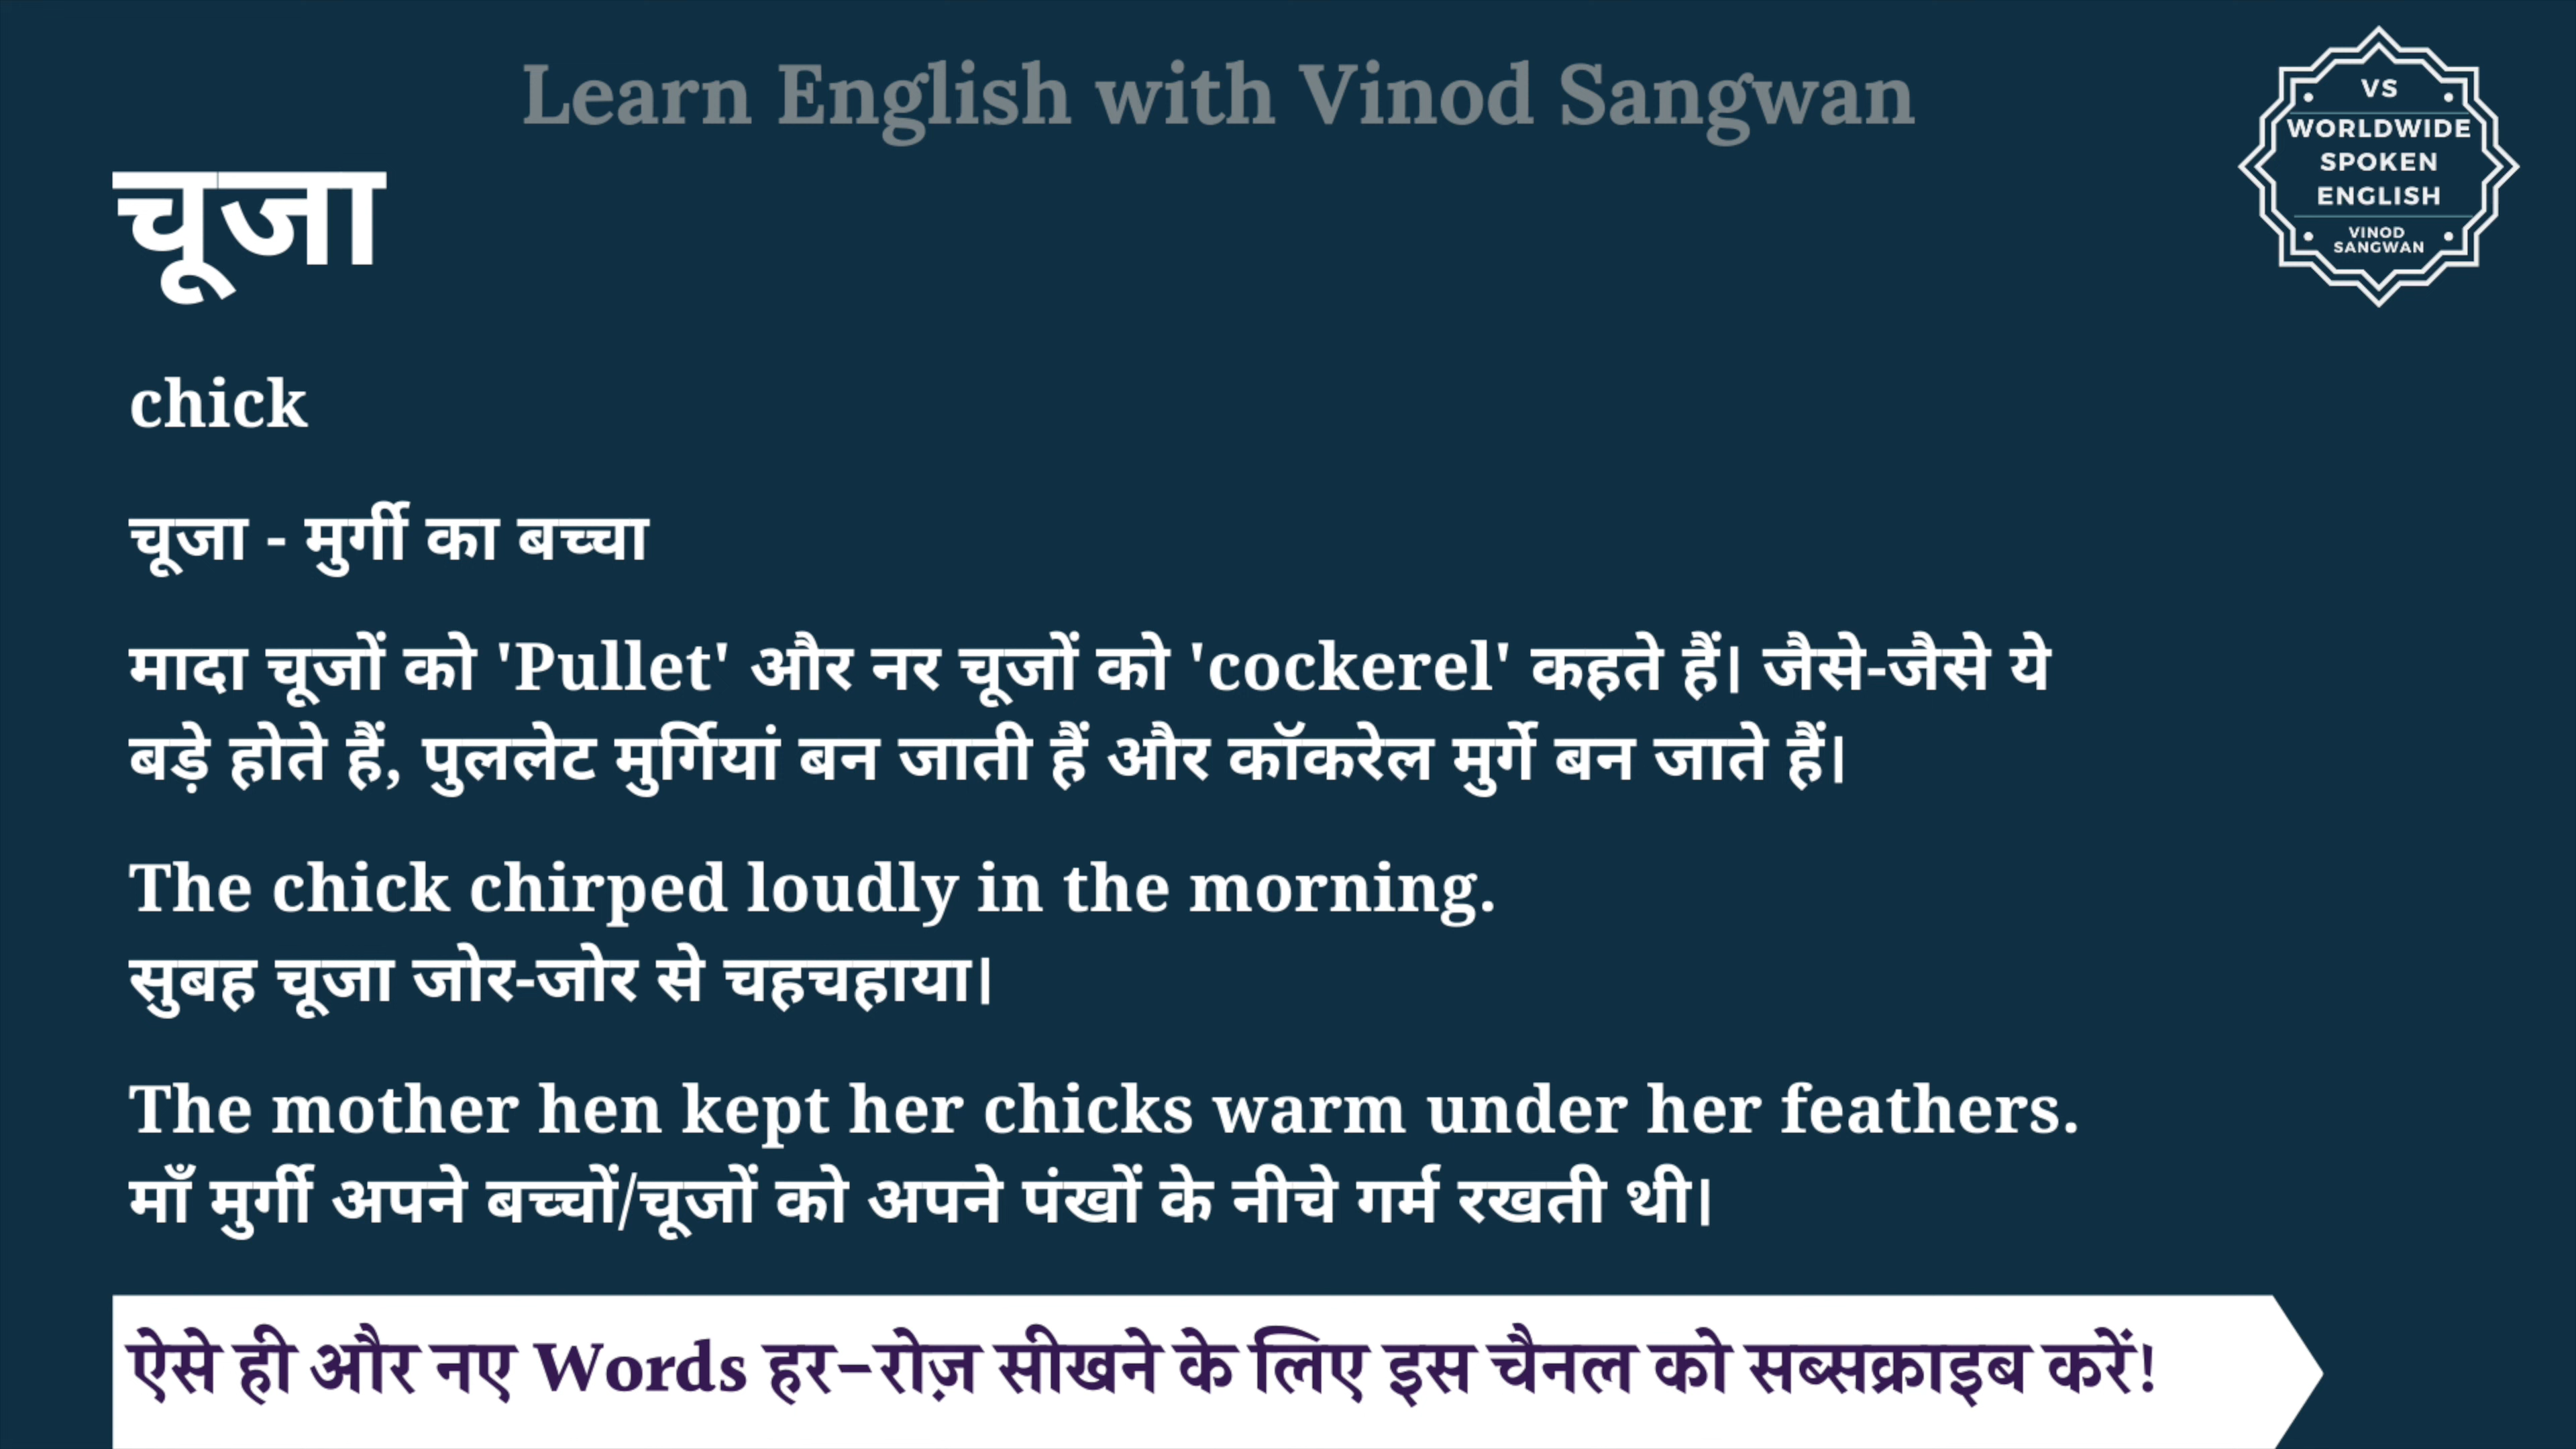 Learn English with Vinod Sangwan
VS
WORLDWIDE
SPOKEN
ENGLISH
VINOD
SANGWAN
चूजा
chick
चूजा - मुर्गी का बच्चा
मादा चूजों को 'Pullet' और नर चूजों को 'cockerel' कहते हैं। जैसे-जैसे ये
बड़े होते हैं, पुललेट मुर्गियां बन जाती हैं और कॉकरेल मुर्गे बन जाते हैं।
The chick chirped loudly in the morning.
सुबह चूजा जोर-जोर से चहचहाया।
The mother hen kept her chicks warm under her feathers.
माँ मुर्गी अपने बच्चों/चूजों को अपने पंखों के नीचे गर्म रखती थी।
ऐसे ही और नए Words हर–रोज़ सीखने के लिए इस चैनल को सब्सक्राइब करें!